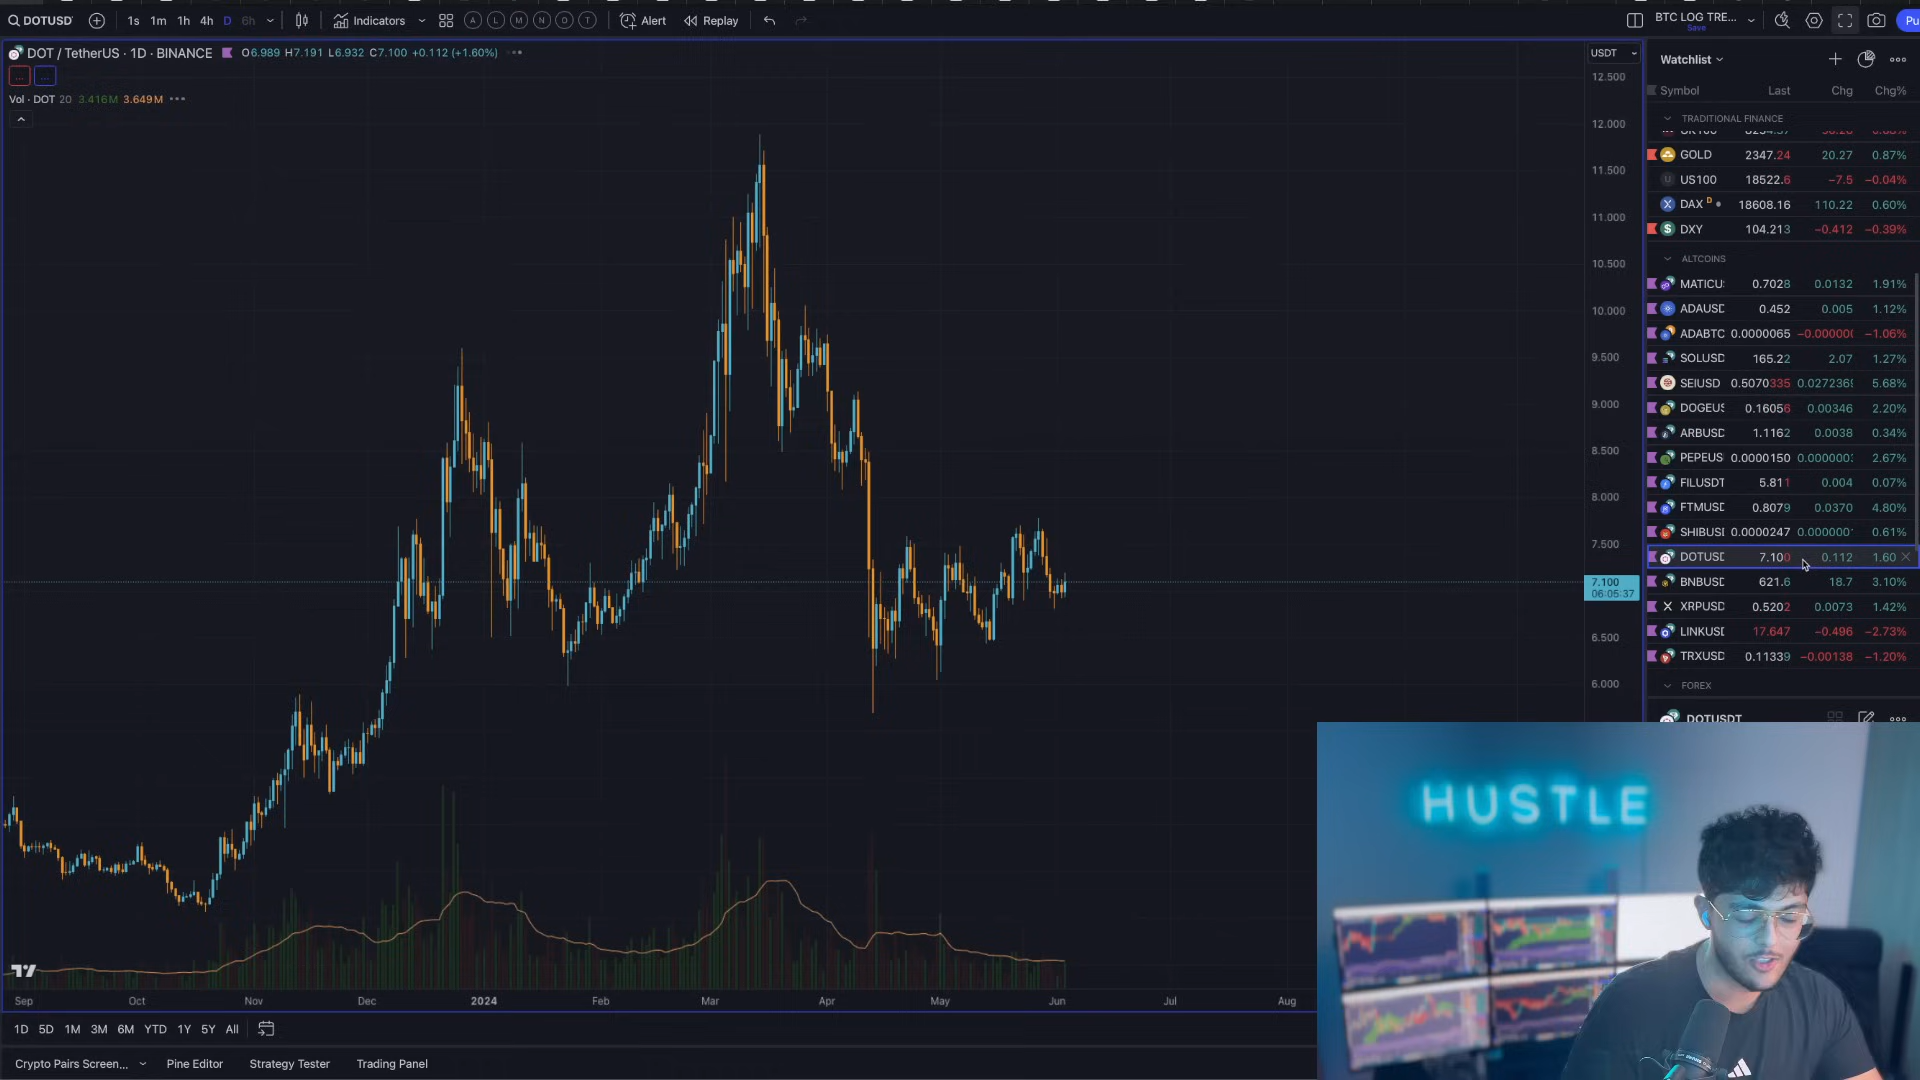 DOTUSD 1s 1m 1h 4h D 6h Indicators A L M N O T Alert Replay BTC LOG TRE... Save Pu
DOT / TetherUS · 1D · BINANCE O6.989 H7.191 L6.932 C7.100 +0.112 (+1.60%) USDT
Vol · DOT 20 3.416M 3.649M
12.500
12.000
11.500
11.000
10.500
10.000
9.500
9.000
8.500
8.000
7.500
7.100
06:05:37
6.500
6.000
Sep Oct Nov Dec 2024 Feb Mar Apr May Jun Jul Aug
1D 5D 1M 3M 6M YTD 1Y 5Y All
Crypto Pairs Screen... Pine Editor Strategy Tester Trading Panel
Watchlist
Symbol Last Chg Chg%
TRADITIONAL FINANCE
GOLD 2347.24 20.27 0.87%
US100 18522.6 −7.5 −0.04%
DAX D 18608.16 110.22 0.60%
DXY 104.213 −0.412 −0.39%
ALTCOINS
MATICU 0.7028 0.0132 1.91%
ADAUSD 0.452 0.005 1.12%
ADABTC 0.0000065 −0.000000 −1.06%
SOLUSD 165.22 2.07 1.27%
SEIUSD 0.5070335 0.0272369 5.68%
DOGEUS 0.16056 0.00346 2.20%
ARBUSD 1.1162 0.0038 0.34%
PEPEUS 0.0000150 0.000000 2.67%
FILUSDT 5.811 0.004 0.07%
FTMUSD 0.8079 0.0370 4.80%
SHIBUSD 0.0000247 0.000000 0.61%
DOTUSD 7.100 0.112 1.60
BNBUSD 621.6 18.7 3.10%
XRPUSD 0.5202 0.0073 1.42%
LINKUSD 17.647 −0.496 −2.73%
TRXUSD 0.11339 −0.00138 −1.20%
FOREX
DOTUSDT
HUSTLE